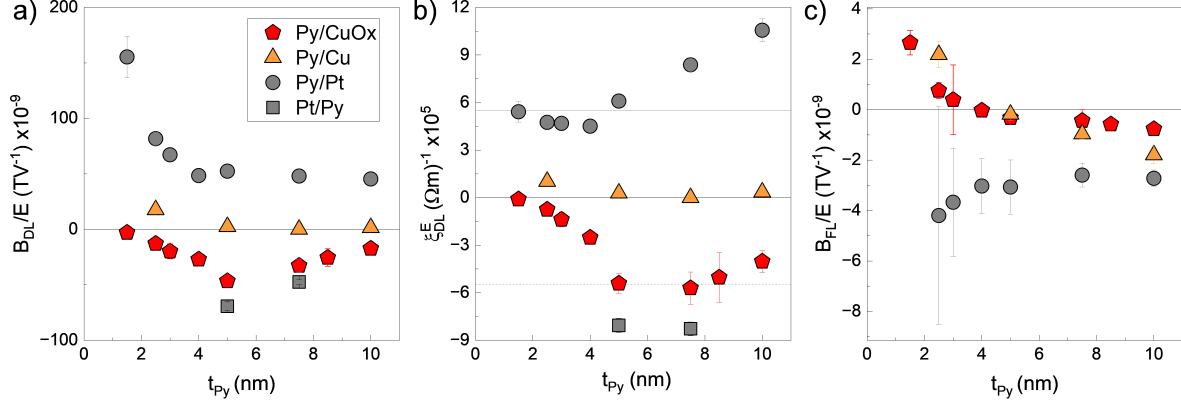 a)
200
100
0
−100
0
2
4
6
8
10
B_DL/E (TV⁻¹) x10⁻⁹
t_Py (nm)
Py/CuOx
Py/Cu
Py/Pt
Pt/Py
b)
12
9
6
3
0
−3
−6
−9
0
2
4
6
8
10
ξ^E_DL (Ωm)⁻¹ x10⁵
t_Py (nm)
c)
4
2
0
−2
−4
−6
−8
0
2
4
6
8
10
B_FL/E (TV⁻¹) x10⁻⁹
t_Py (nm)